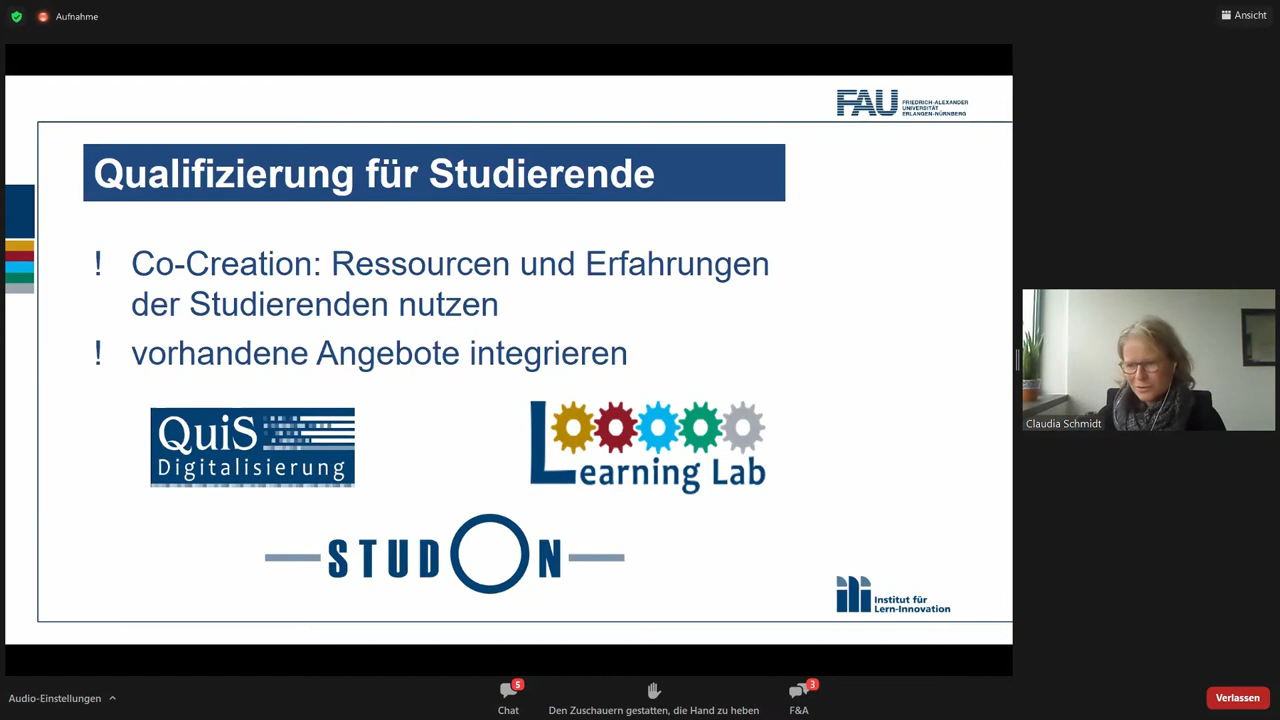 Aufnahme
Ansicht
FAU
FRIEDRICH-ALEXANDER
UNIVERSITÄT
ERLANGEN-NÜRNBERG
Qualifizierung für Studierende
! Co-Creation: Ressourcen und Erfahrungen
der Studierenden nutzen
! vorhandene Angebote integrieren
QuiS
Digitalisierung
Learning Lab
STUDON
Institut für
Lern-Innovation
Claudia Schmidt
Audio-Einstellungen
5
Chat
Den Zuschauern gestatten, die Hand zu heben
3
F&A
Verlassen